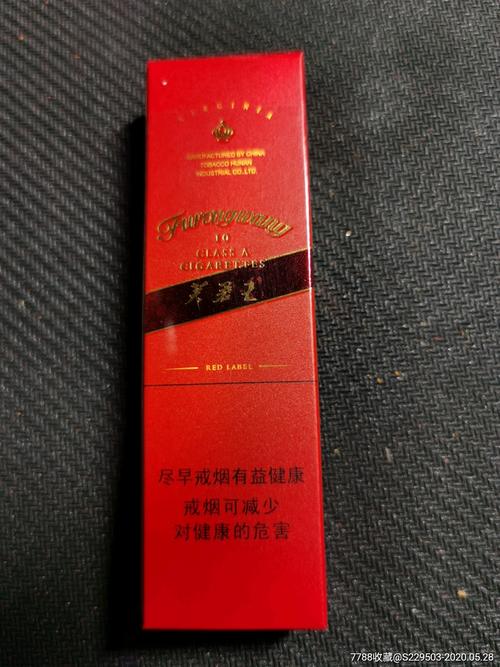 VIRGINIA
MANUFACTURED BY CHINA
TOBACCO HUNAN
INDUSTRIAL CO.,LTD.
Furongwang
10
CLASS A
CIGARETTES
芙蓉王
RED LABEL
尽早戒烟有益健康
戒烟可减少
对健康的危害
7788收藏@S229503-2020.05.28